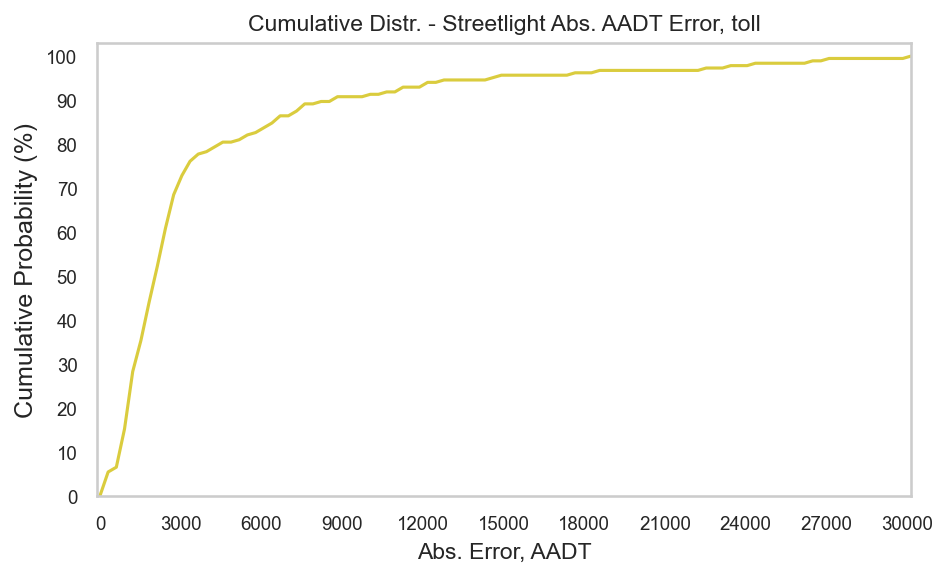 Cumulative Distr. - Streetlight Abs. AADT Error, toll
Cumulative Probability (%)
100
90
80
70
60
50
40
30
20
10
0
0 3000 6000 9000 12000 15000 18000 21000 24000 27000 30000
Abs. Error, AADT